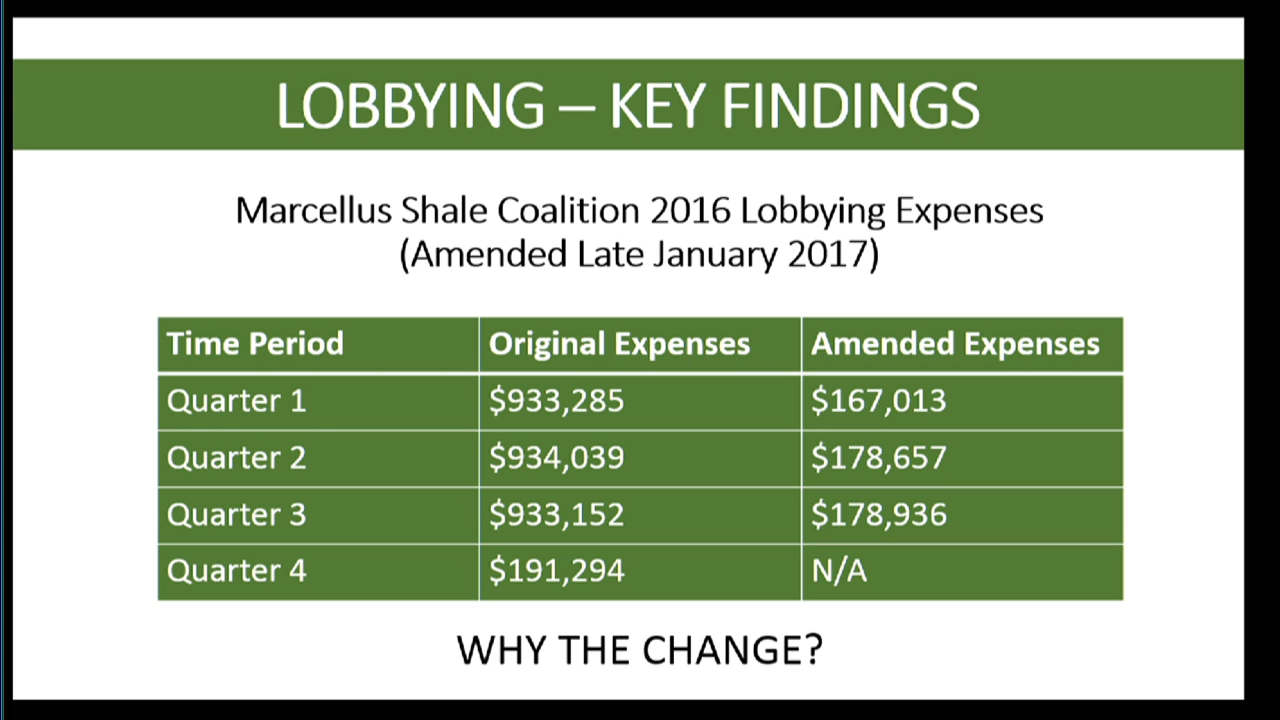 LOBBYING – KEY FINDINGS
Marcellus Shale Coalition 2016 Lobbying Expenses
(Amended Late January 2017)
Time Period Original Expenses Amended Expenses
Quarter 1 $933,285 $167,013
Quarter 2 $934,039 $178,657
Quarter 3 $933,152 $178,936
Quarter 4 $191,294 N/A
WHY THE CHANGE?